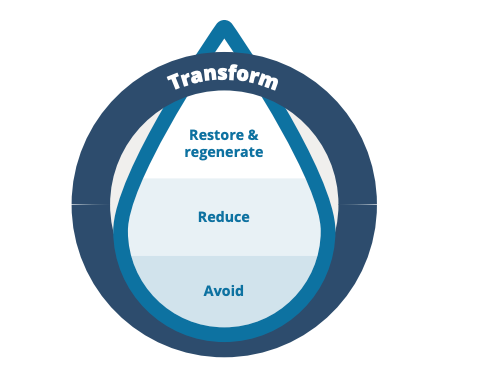 Transform
Restore &
regenerate
Reduce
Avoid